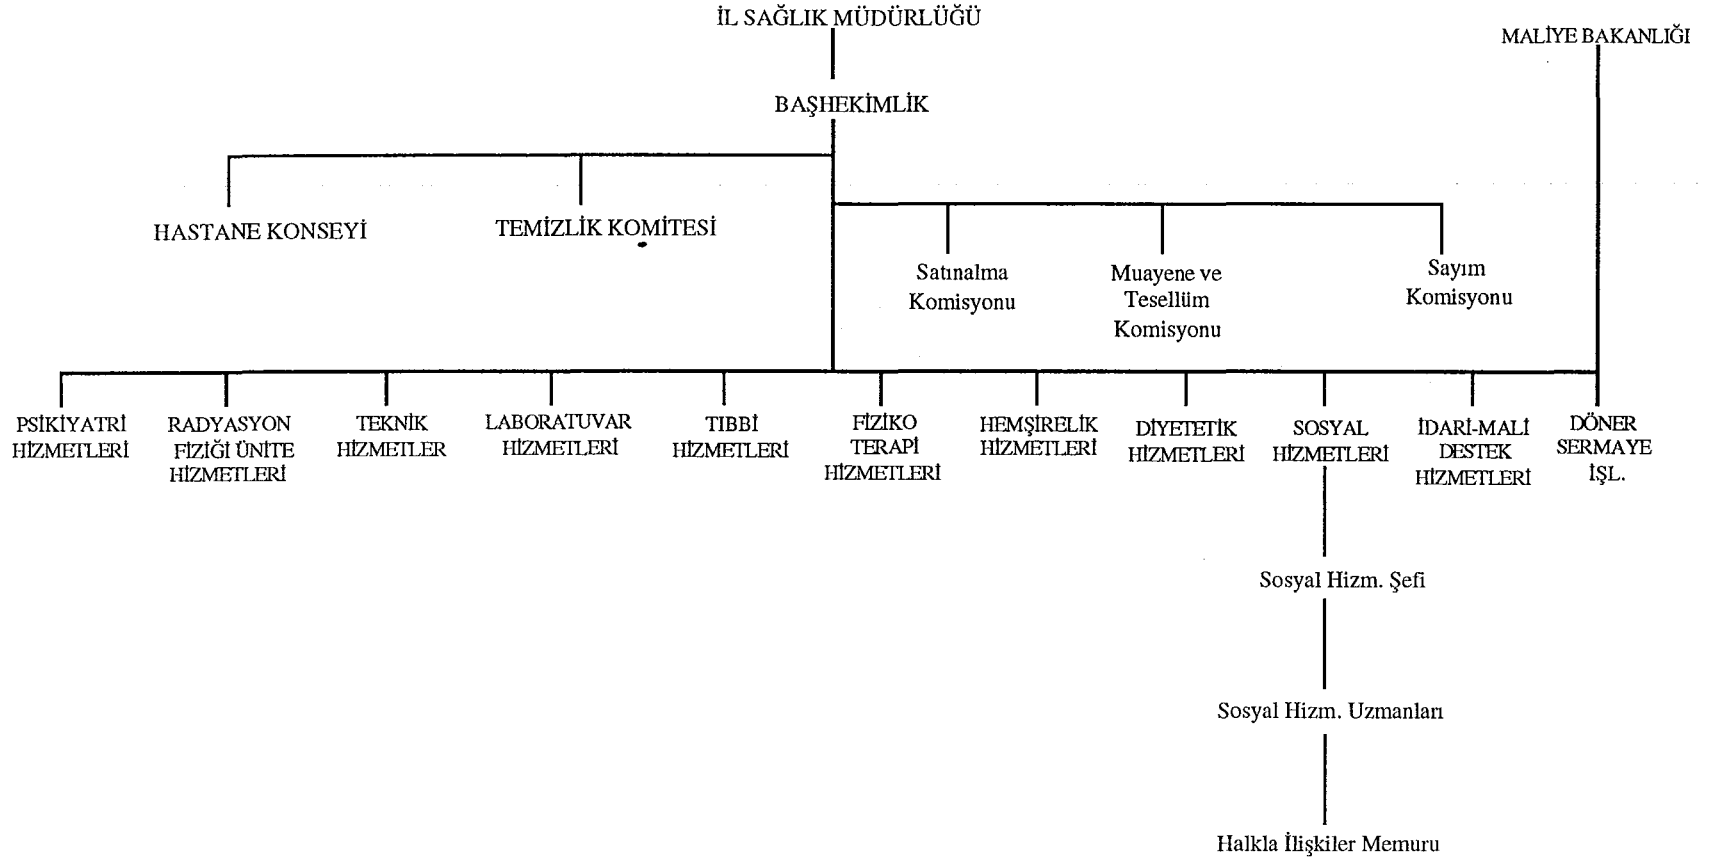 İL SAĞLIK MÜDÜRLÜĞÜ
MALİYE BAKANLIĞI
BAŞHEKİMLİK
HASTANE KONSEYİ
TEMİZLİK KOMİTESİ
Satınalma
Komisyonu
Muayene ve
Tesellüm
Komisyonu
Sayım
Komisyonu
PSİKİYATRİ
HİZMETLERİ
RADYASYON
FİZİĞİ ÜNİTE
HİZMETLERİ
TEKNİK
HİZMETLER
LABORATUVAR
HİZMETLERİ
TIBBİ
HİZMETLERİ
FİZİKO
TERAPİ
HİZMETLERİ
HEMŞİRELİK
HİZMETLERİ
DİYETETİK
HİZMETLERİ
SOSYAL
HİZMETLERİ
İDARİ-MALİ
DESTEK
HİZMETLERİ
DÖNER
SERMAYE
İŞL.
Sosyal Hizm. Şefi
Sosyal Hizm. Uzmanları
Halkla İlişkiler Memuru